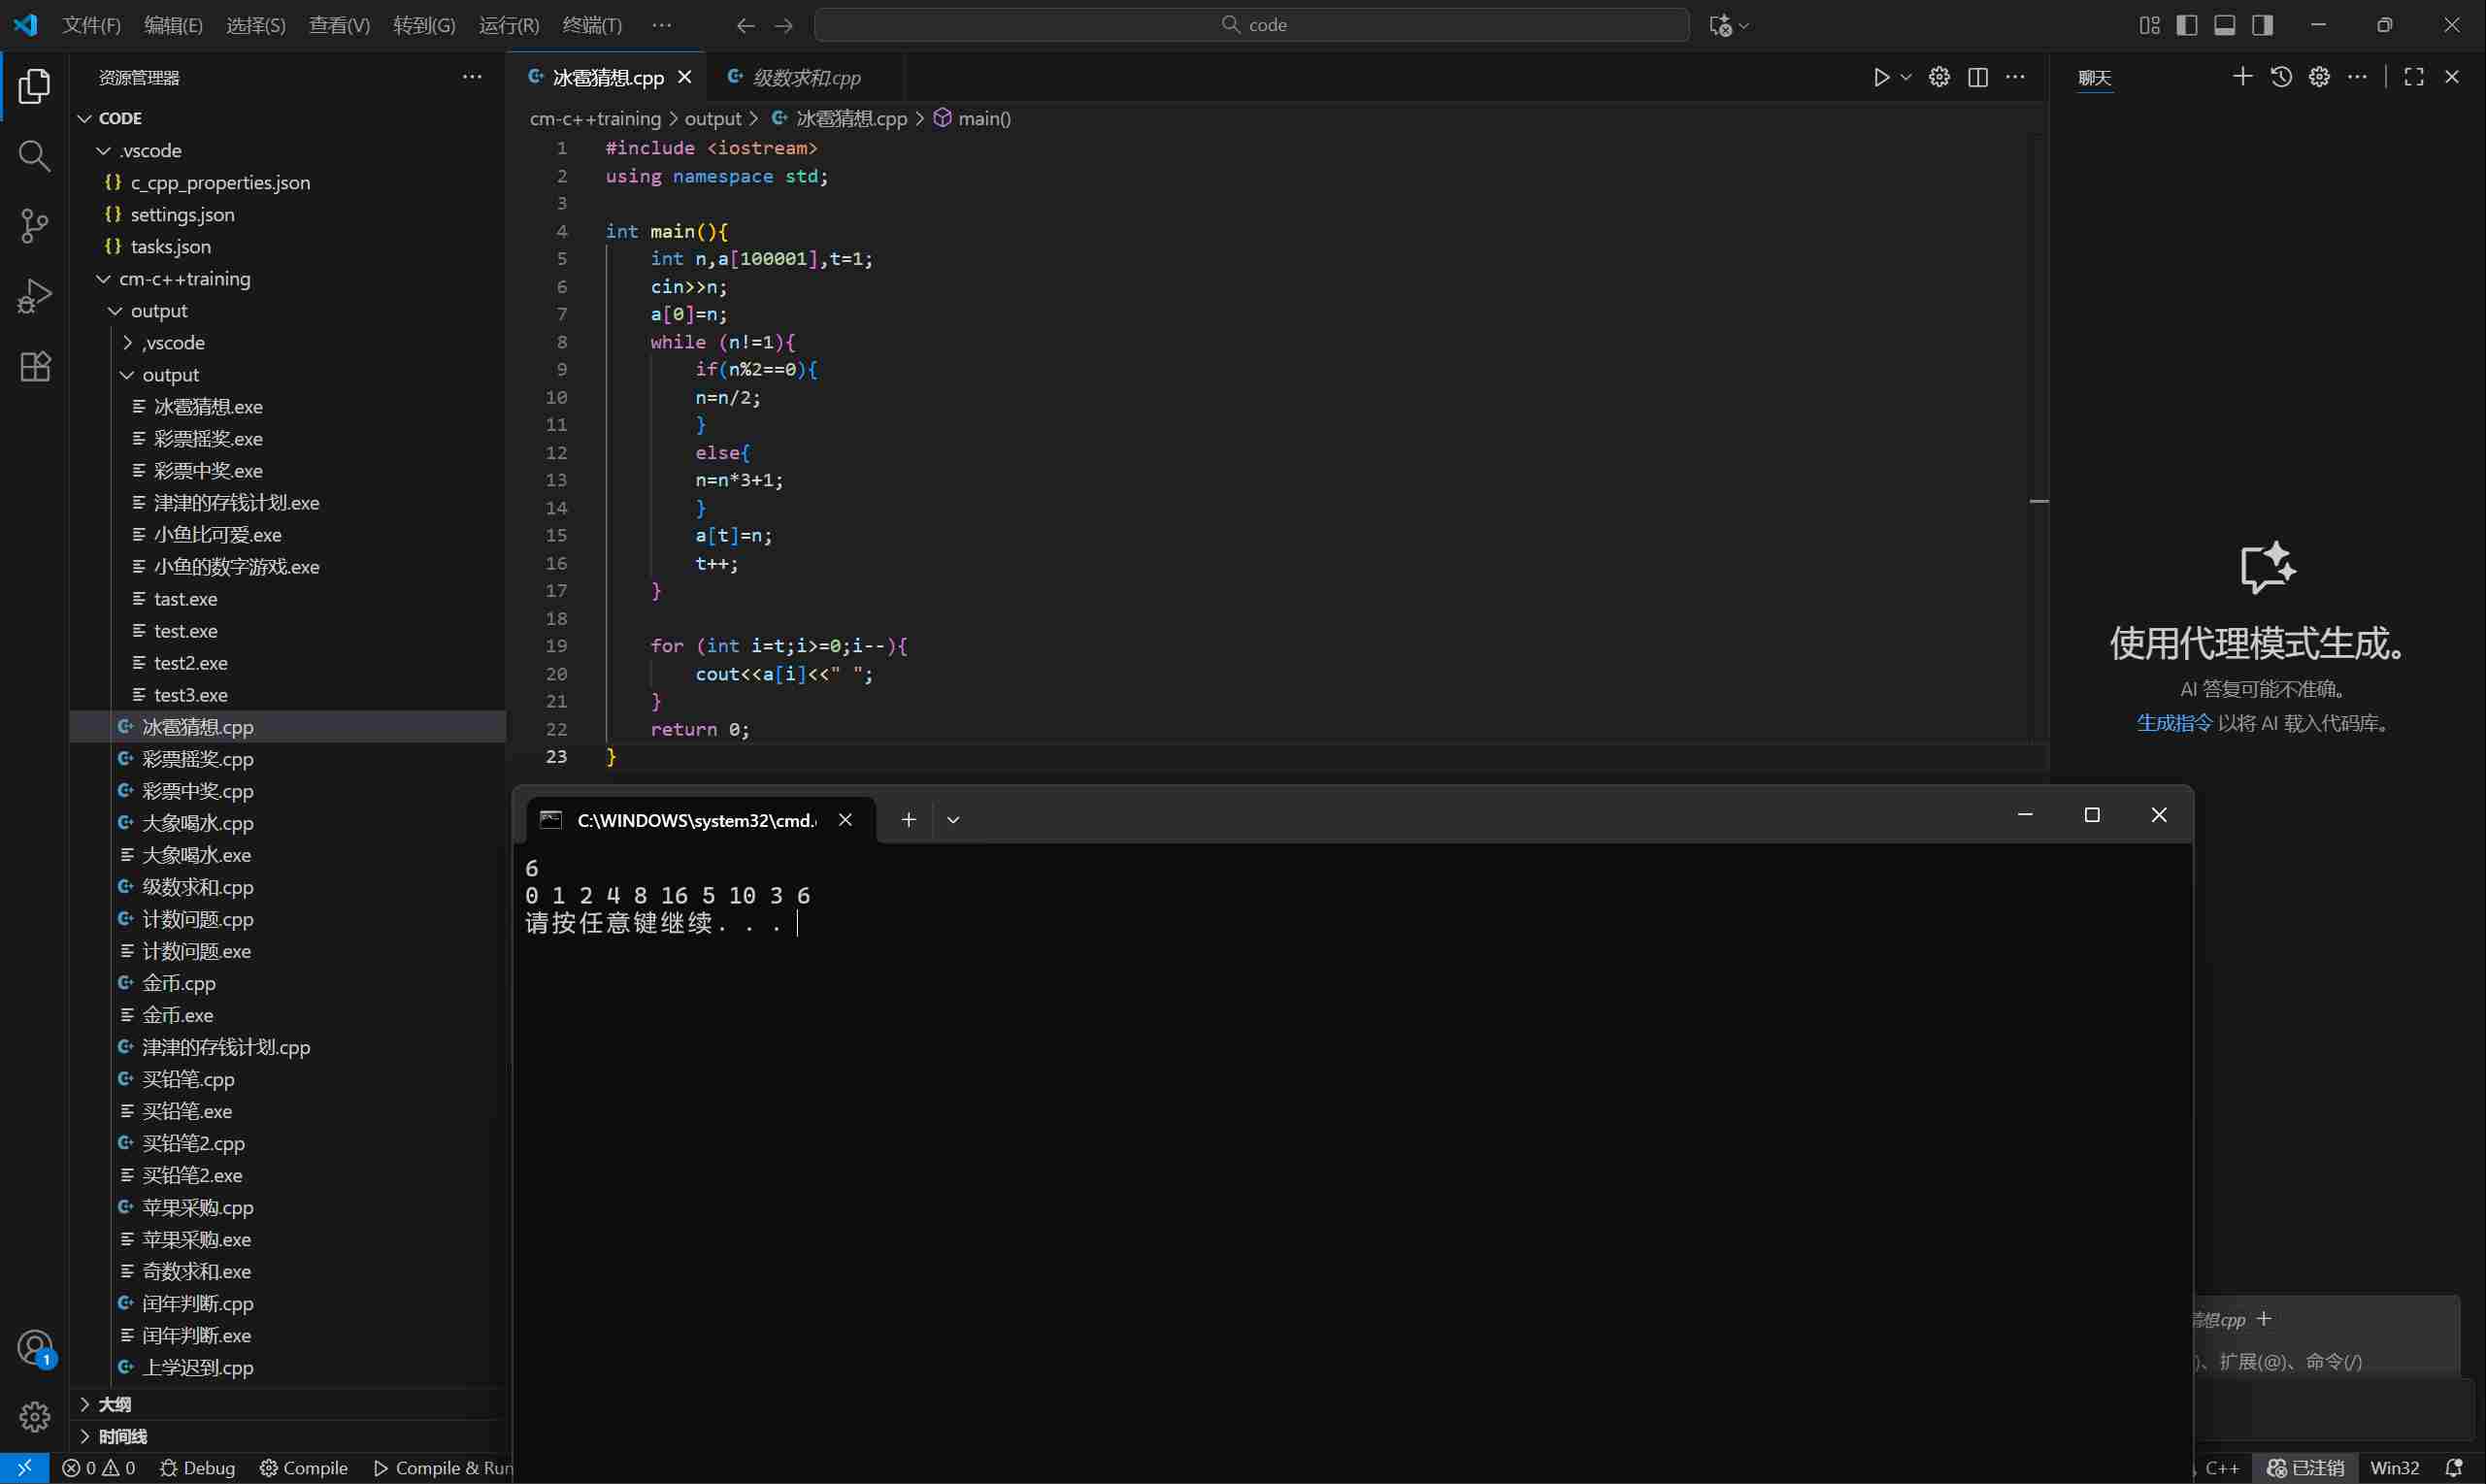 文件(F) 编辑(E) 选择(S) 查看(V) 转到(G) 运行(R) 终端(T) ··· code
资源管理器
CODE
.vscode
{} c_cpp_properties.json
{} settings.json
{} tasks.json
cm-c++training
output
,vscode
output
冰雹猜想.exe
彩票摇奖.exe
彩票中奖.exe
津津的存钱计划.exe
小鱼比可爱.exe
小鱼的数字游戏.exe
tast.exe
test.exe
test2.exe
test3.exe
冰雹猜想.cpp
彩票摇奖.cpp
彩票中奖.cpp
大象喝水.cpp
大象喝水.exe
级数求和.cpp
计数问题.cpp
计数问题.exe
金币.cpp
金币.exe
津津的存钱计划.cpp
买铅笔.cpp
买铅笔.exe
买铅笔2.cpp
买铅笔2.exe
苹果采购.cpp
苹果采购.exe
奇数求和.exe
闰年判断.cpp
闰年判断.exe
上学迟到.cpp
大纲
时间线
冰雹猜想.cpp 级数求和.cpp
cm-c++training > output > 冰雹猜想.cpp > main()
1 #include <iostream>
2 using namespace std;
3
4 int main(){
5 int n,a[100001],t=1;
6 cin>>n;
7 a[0]=n;
8 while (n!=1){
9 if(n%2==0){
10 n=n/2;
11 }
12 else{
13 n=n*3+1;
14 }
15 a[t]=n;
16 t++;
17 }
18
19 for (int i=t;i>=0;i--){
20 cout<<a[i]<<" ";
21 }
22 return 0;
23 }
C:\WINDOWS\system32\cmd.
6
0 1 2 4 8 16 5 10 3 6
请按任意键继续. . .
聊天
使用代理模式生成。
AI 答复可能不准确。
生成指令 以将 AI 载入代码库。
猜想.cpp
、扩展(@)、命令(/)
1
0 0 Debug Compile Compile & Run C++ 已注销 Win32